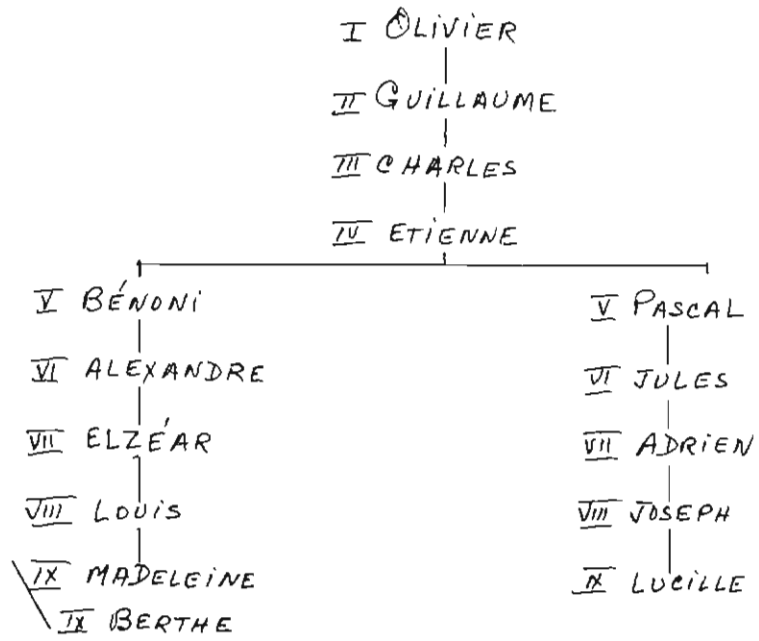 I OLIVIER
II GUILLAUME
III CHARLES
IV ETIENNE
V BÉNONI
VI ALEXANDRE
VII ELZÉAR
VIII LOUIS
IX MADELEINE
IX BERTHE
V PASCAL
VI JULES
VII ADRIEN
VIII JOSEPH
IX LUCILLE